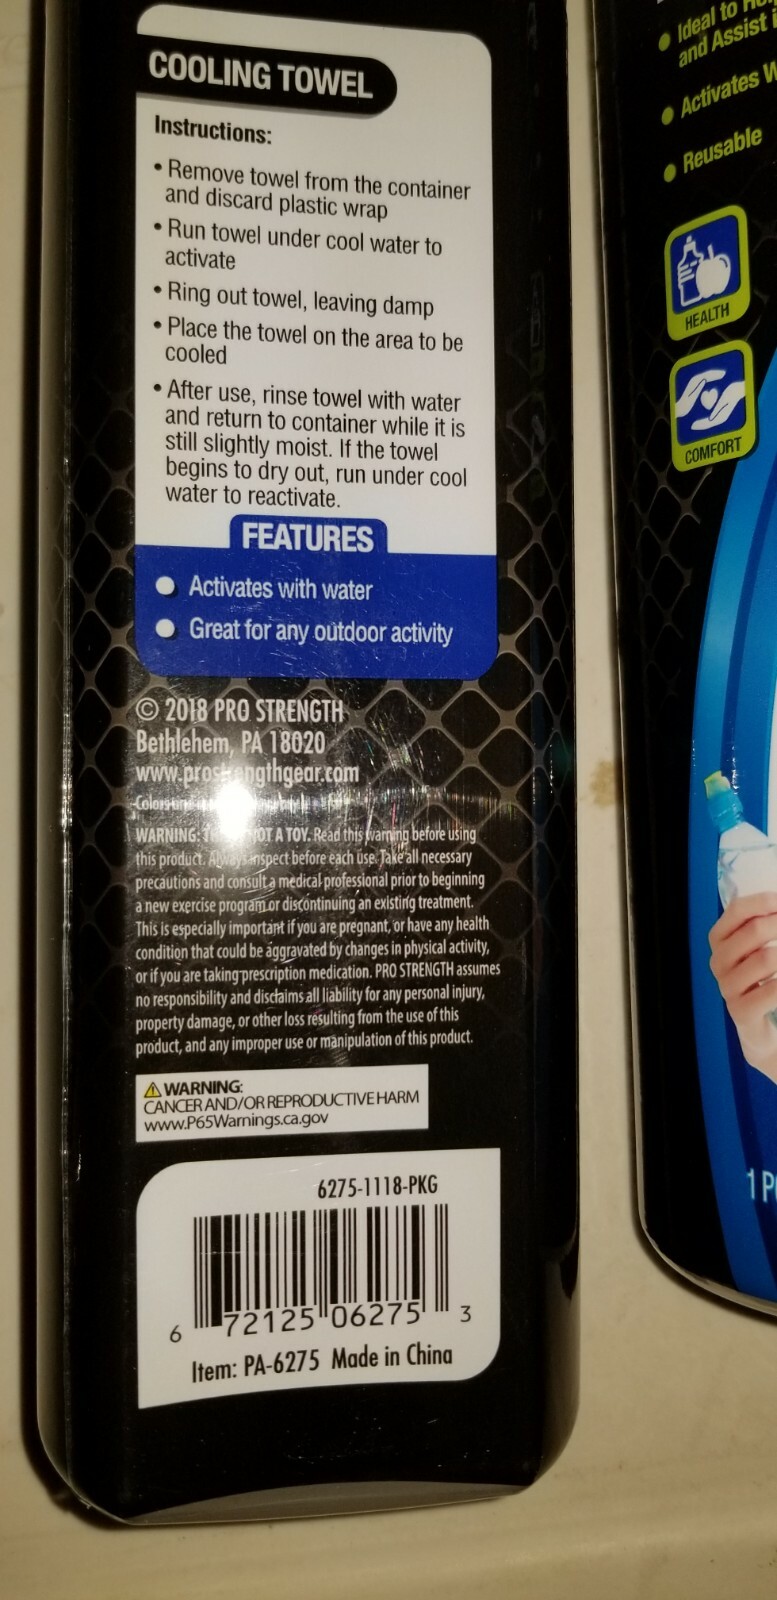 COOLING TOWEL
Instructions:
• Remove towel from the container
and discard plastic wrap
• Run towel under cool water to
activate
• Ring out towel, leaving damp
• Place the towel on the area to be
cooled
• After use, rinse towel with water
and return to container while it is
still slightly moist. If the towel
begins to dry out, run under cool
water to reactivate.
FEATURES
Activates with water
Great for any outdoor activity
© 2018 PRO STRENGTH
Bethlehem, PA 18020
www.prostrengthgear.com
Colors
WARNING: NOT A TOY. Read this warning before using
this product. Always inspect before each use. Take all necessary
precautions and consult a medical professional prior to beginning
a new exercise program or discontinuing an existing treatment.
This is especially important if you are pregnant, or have any health
condition that could be aggravated by changes in physical activity,
or if you are taking prescription medication. PRO STRENGTH assumes
no responsibility and disclaims all liability for any personal injury,
property damage, or other loss resulting from the use of this
product, and any improper use or manipulation of this product.
WARNING:
CANCER AND/OR REPRODUCTIVE HARM
www.P65Warnings.ca.gov
6275-1118-PKG
6 72125 06275 3
Item: PA-6275 Made in China
• Ideal to
and Assist
• Activates
• Reusable
HEALTH
COMFORT
1